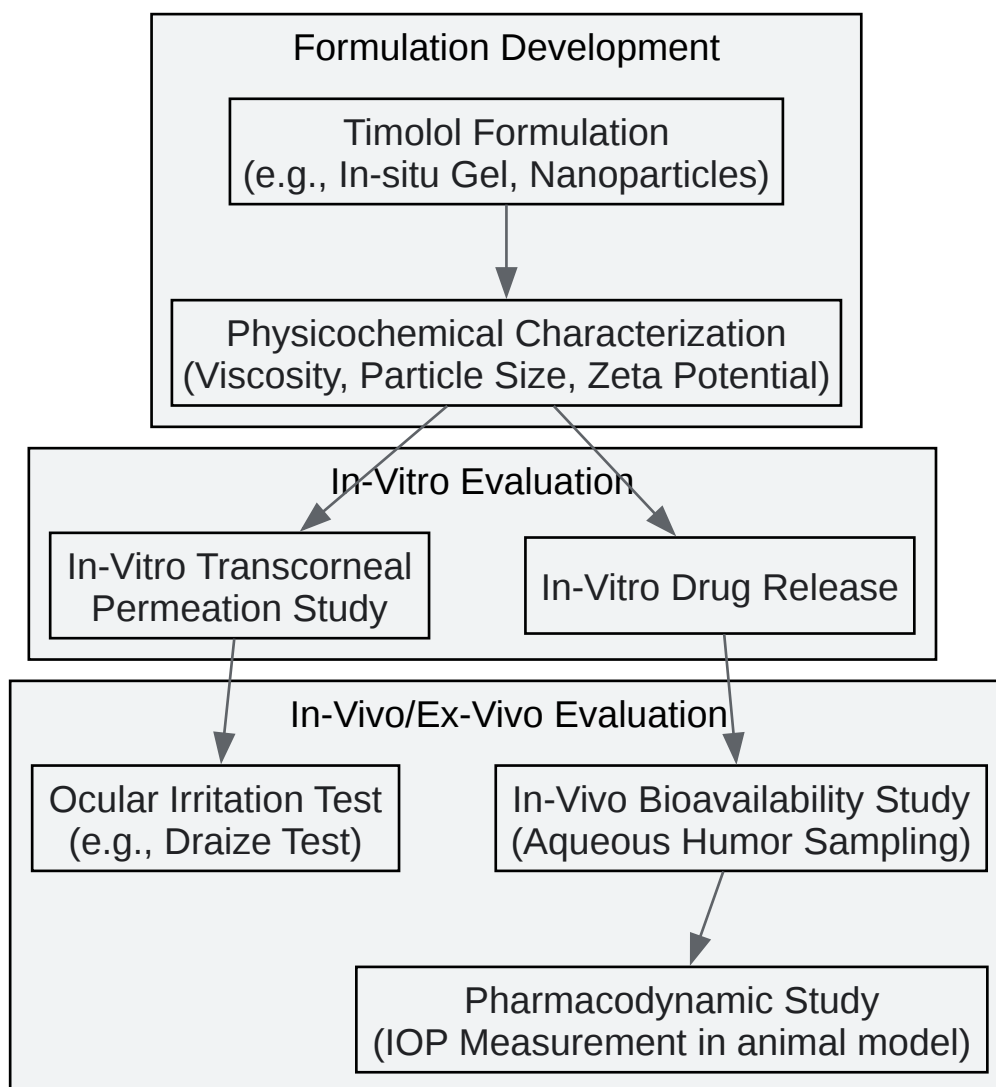 Formulation Development
Timolol Formulation
(e.g., In-situ Gel, Nanoparticles)
Physicochemical Characterization
(Viscosity, Particle Size, Zeta Potential)
In-Vitro Evaluation
In-Vitro Transcorneal
Permeation Study
In-Vitro Drug Release
In-Vivo/Ex-Vivo Evaluation
Ocular Irritation Test
(e.g., Draize Test)
In-Vivo Bioavailability Study
(Aqueous Humor Sampling)
Pharmacodynamic Study
(IOP Measurement in animal model)